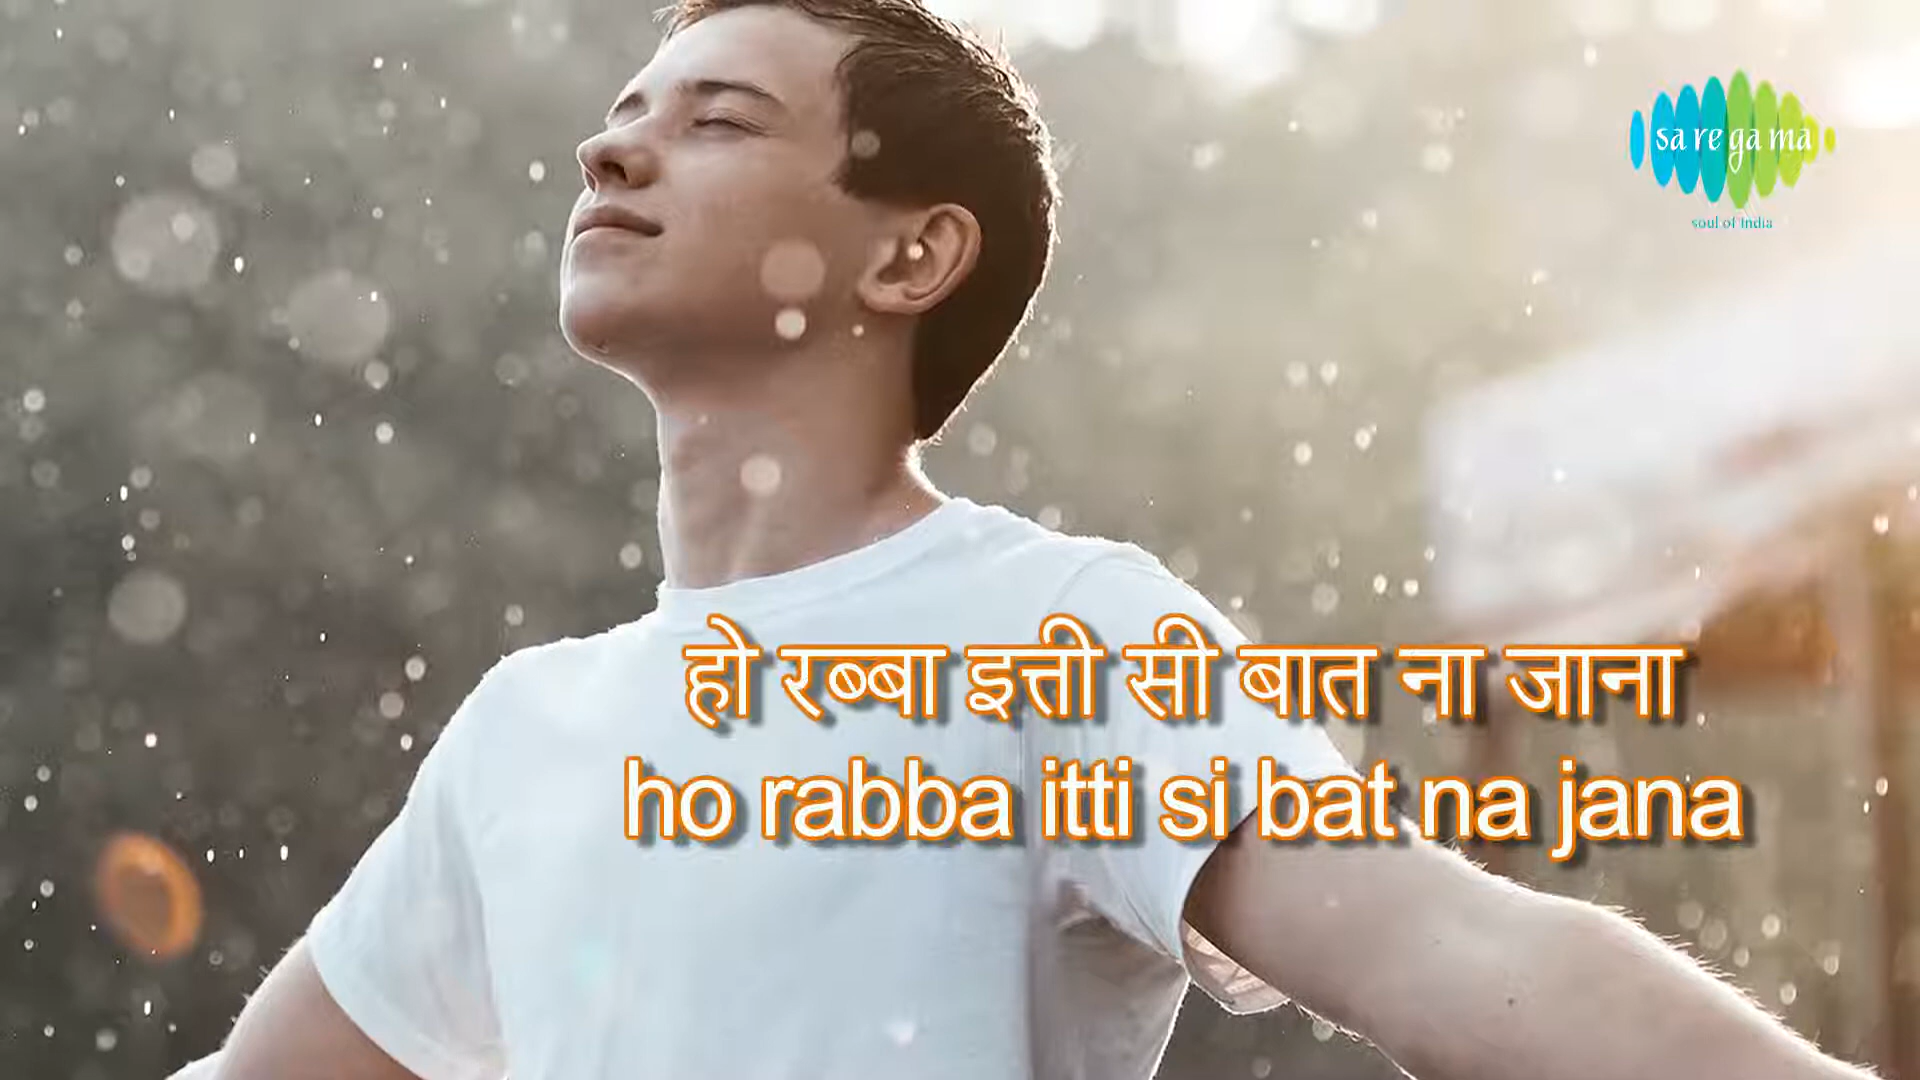 sa re ga ma
soul of india
हो रब्बा इत्ती सी बात ना जाना
ho rabba itti si bat na jana